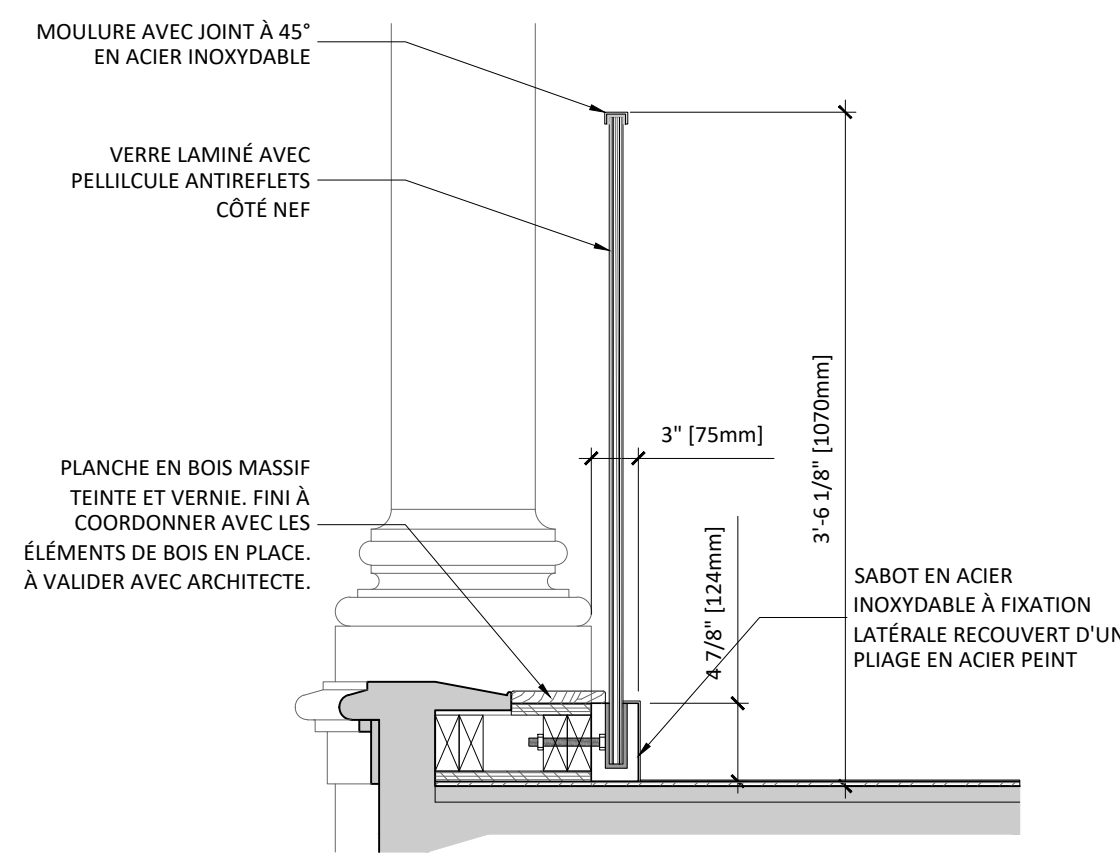 MOULURE AVEC JOINT À 45°
EN ACIER INOXYDABLE
VERRE LAMINÉ AVEC
PELLILCULE ANTIREFLETS
CÔTÉ NEF
3" [75mm]
3'-6 1/8" [1070mm]
PLANCHE EN BOIS MASSIF
TEINTE ET VERNIE. FINI À
COORDONNER AVEC LES
ÉLÉMENTS DE BOIS EN PLACE.
À VALIDER AVEC ARCHITECTE.
4 7/8" [124mm]
SABOT EN ACIER
INOXYDABLE À FIXATION
LATÉRALE RECOUVERT D'UN
PLIAGE EN ACIER PEINT